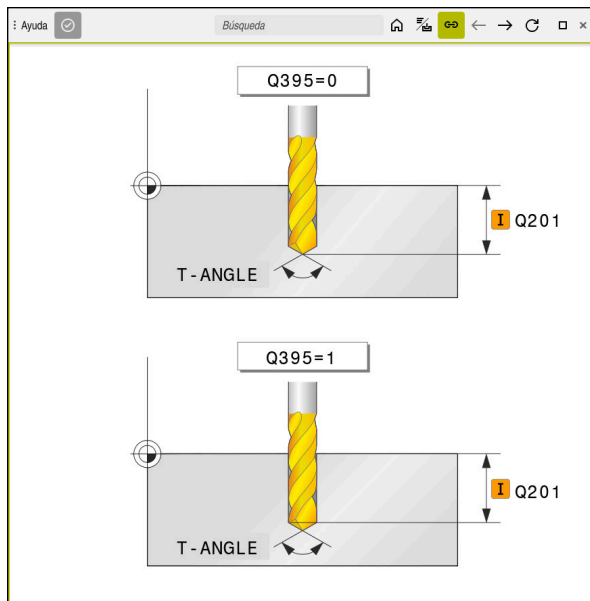 Ayuda
Búsqueda
Q395=0
I Q201
T-ANGLE
Q395=1
I Q201
T-ANGLE